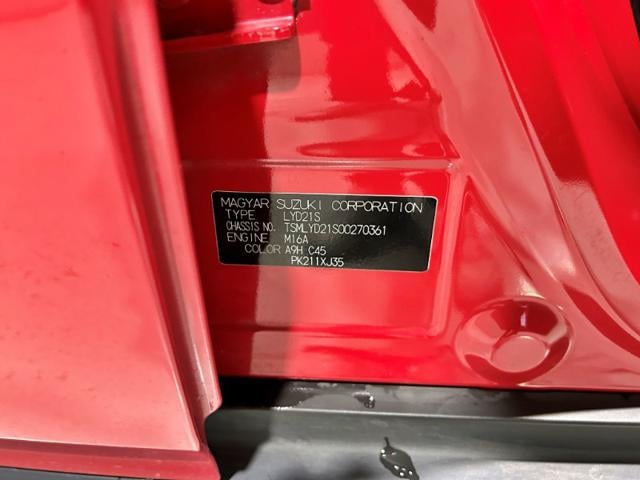 MAGYAR SUZUKI CORPORATION
TYPE LYD21S
CHASSIS NO. TSMLYD21S00270361
ENGINE M16A
COLOR A9H C45
PK211XJ35